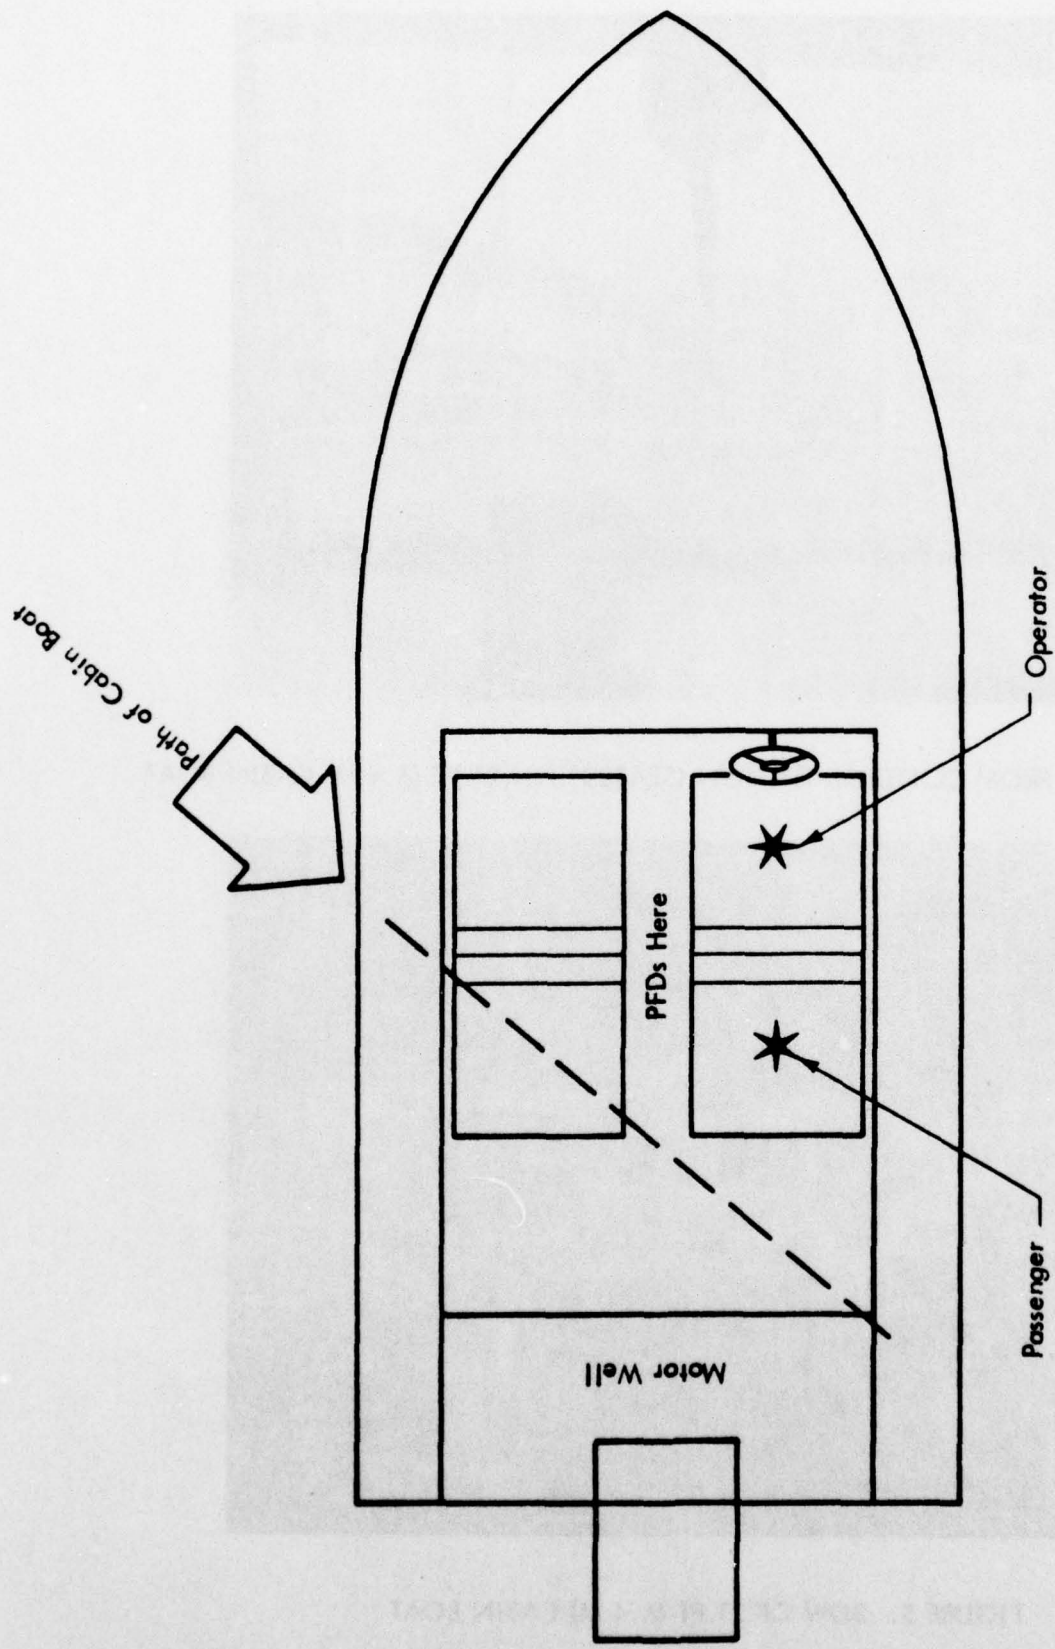 Path of Cabin Boat
PFDs Here
Operator
Passenger
Motor Well